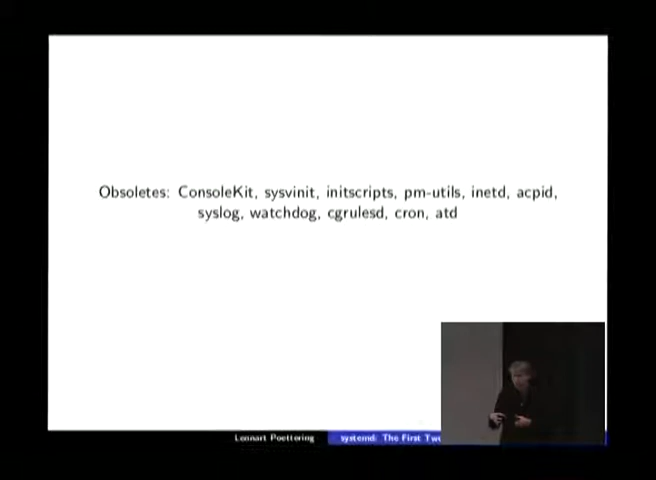 Obsoletes: ConsoleKit, sysvinit, initscripts, pm-utils, inetd, acpid,
syslog, watchdog, cgrulesd, cron, atd
Lennart Poettering
systemd: The First Two